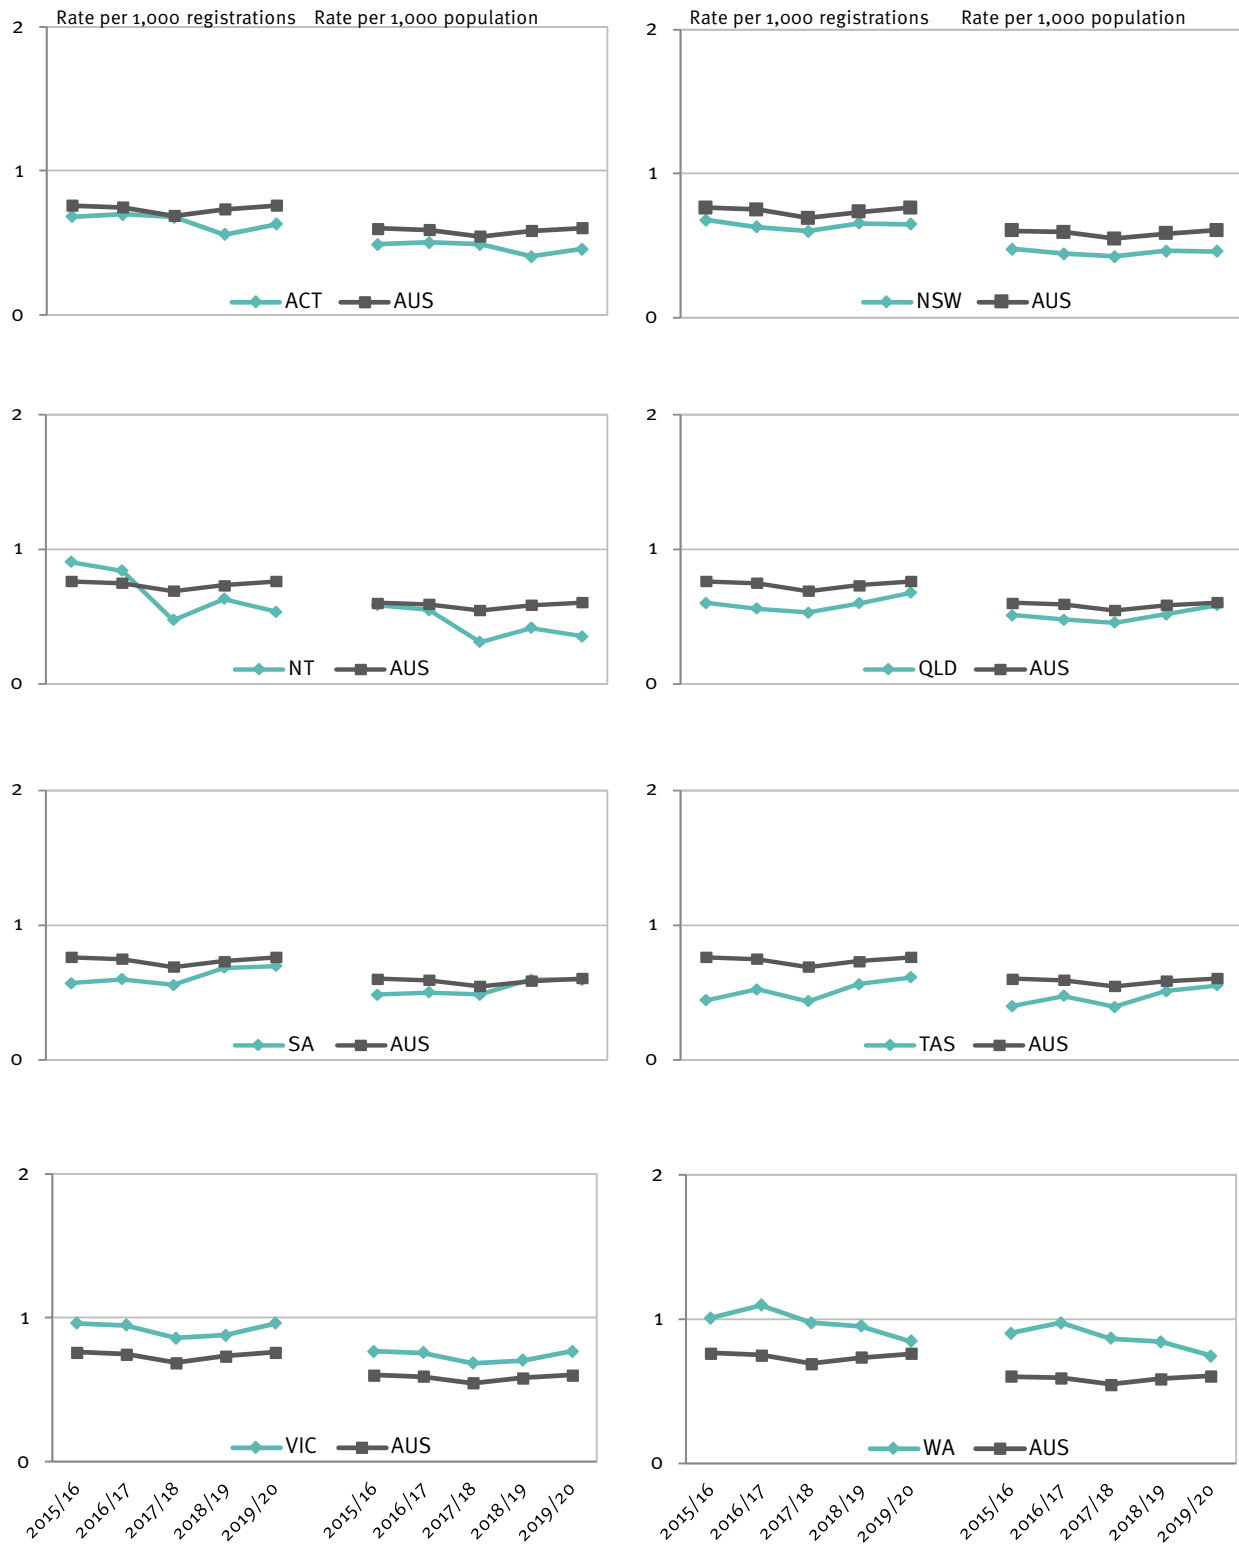 Rate per 1,000 registrations Rate per 1,000 population
2
1
0
ACT AUS
Rate per 1,000 registrations Rate per 1,000 population
2
1
0
NSW AUS
2
1
0
NT AUS
2
1
0
QLD AUS
2
1
0
SA AUS
2
1
0
TAS AUS
2
1
0
VIC AUS
2015/16 2016/17 2017/18 2018/19 2019/20 2015/16 2016/17 2017/18 2018/19 2019/20
2
1
0
WA AUS
2015/16 2016/17 2017/18 2018/19 2019/20 2015/16 2016/17 2017/18 2018/19 2019/20